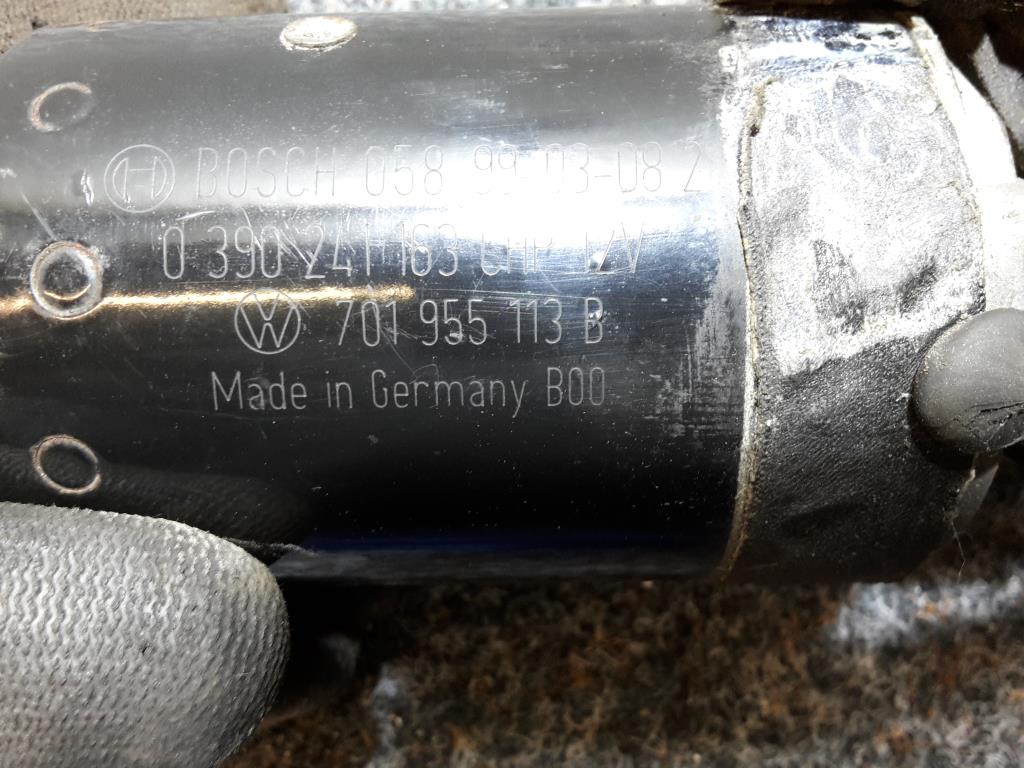 BOSCH 058 99-03-08 2
0 390 241 163 CHP 12V
VW 701 955 113 B
Made in Germany B00